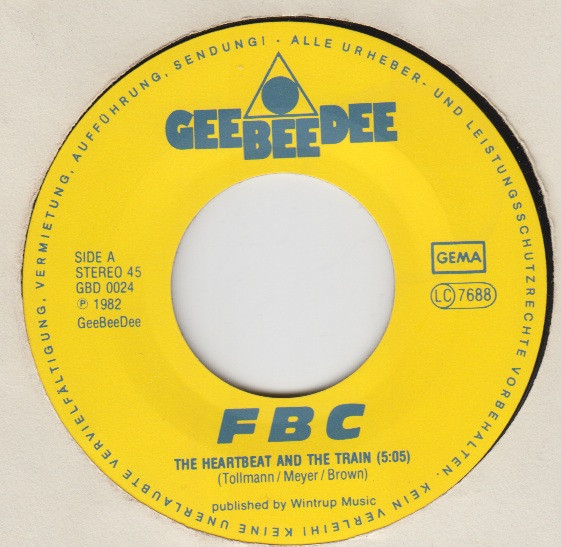 ALLE URHEBER- UND LEISTUNGSSCHUTZRECHTE VORBEHALTEN. KEIN VERLEIH! KEINE UNERLAUBTE VERVIELFÄLTIGUNG, VERMIETUNG, AUFFÜHRUNG, SENDUNG! ·
GEEBEEDEE
SIDE A
STEREO 45
GBD 0024
℗ 1982
GeeBeeDee
GEMA
LC 7688
FBC
THE HEARTBEAT AND THE TRAIN (5:05)
(Tollmann/Meyer/Brown)
published by Wintrup Music